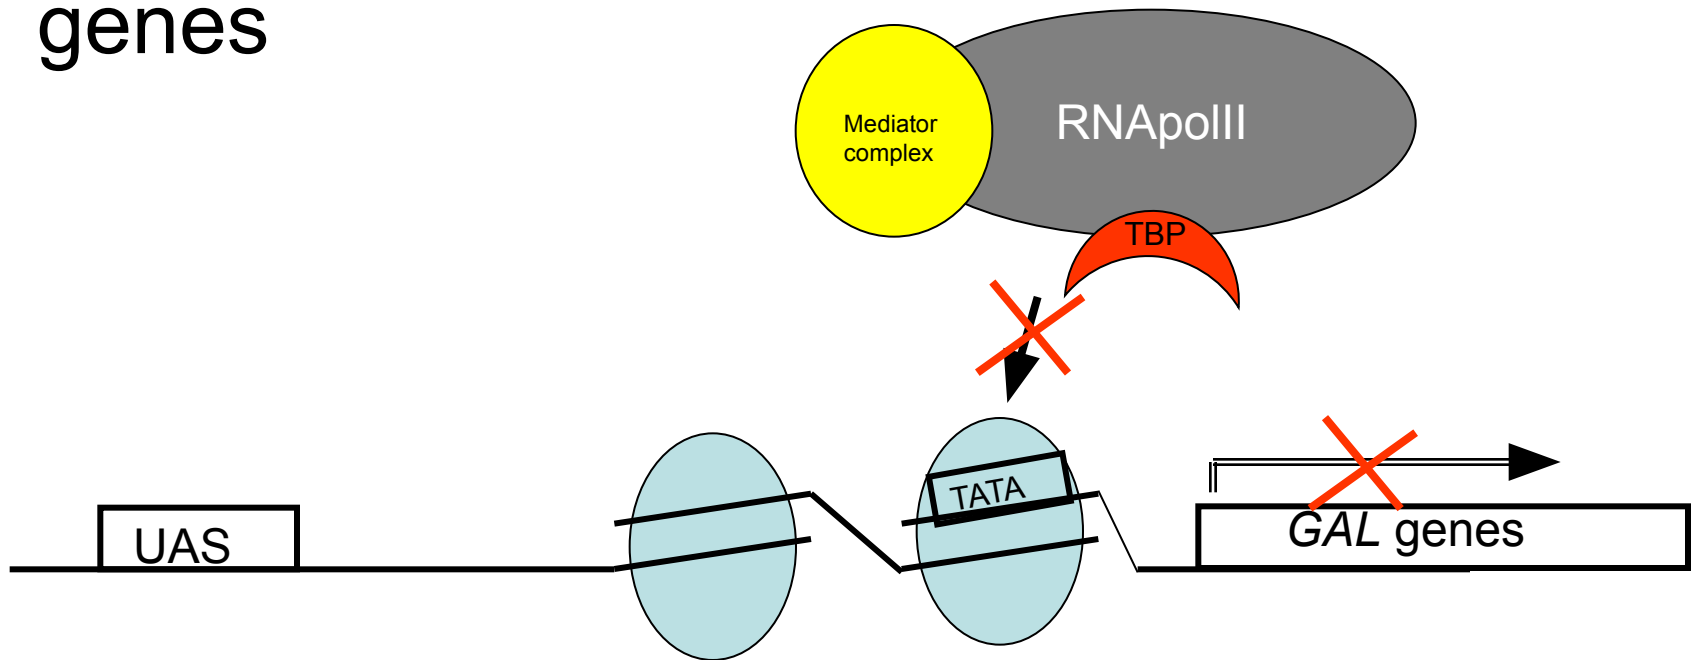 genes
Mediator
complex
RNApolII
TBP
TATA
UAS
GAL genes